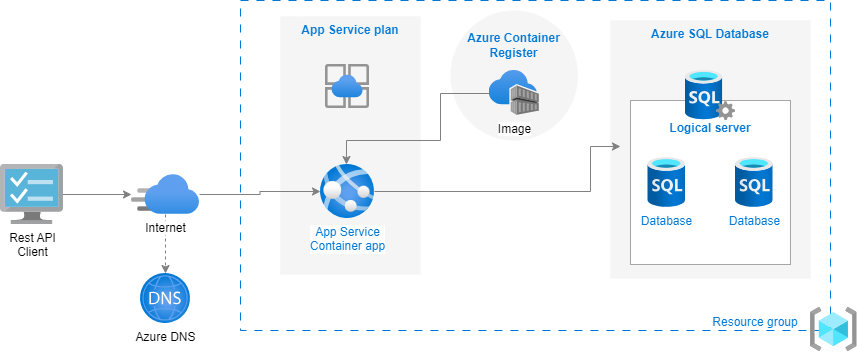 App Service plan
Azure Container
Register
Azure SQL Database
SQL
Image
Logical server
SQL
SQL
Database
Database
Internet
App Service
Container app
Rest API
Client
DNS
Azure DNS
Resource group